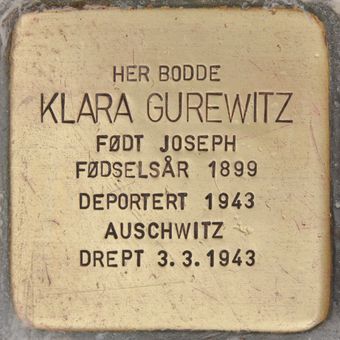 HER BODDE
KLARA GUREWITZ
FØDT JOSEPH
FØDSELSÅR 1899
DEPORTERT 1943
AUSCHWITZ
DREPT 3.3.1943